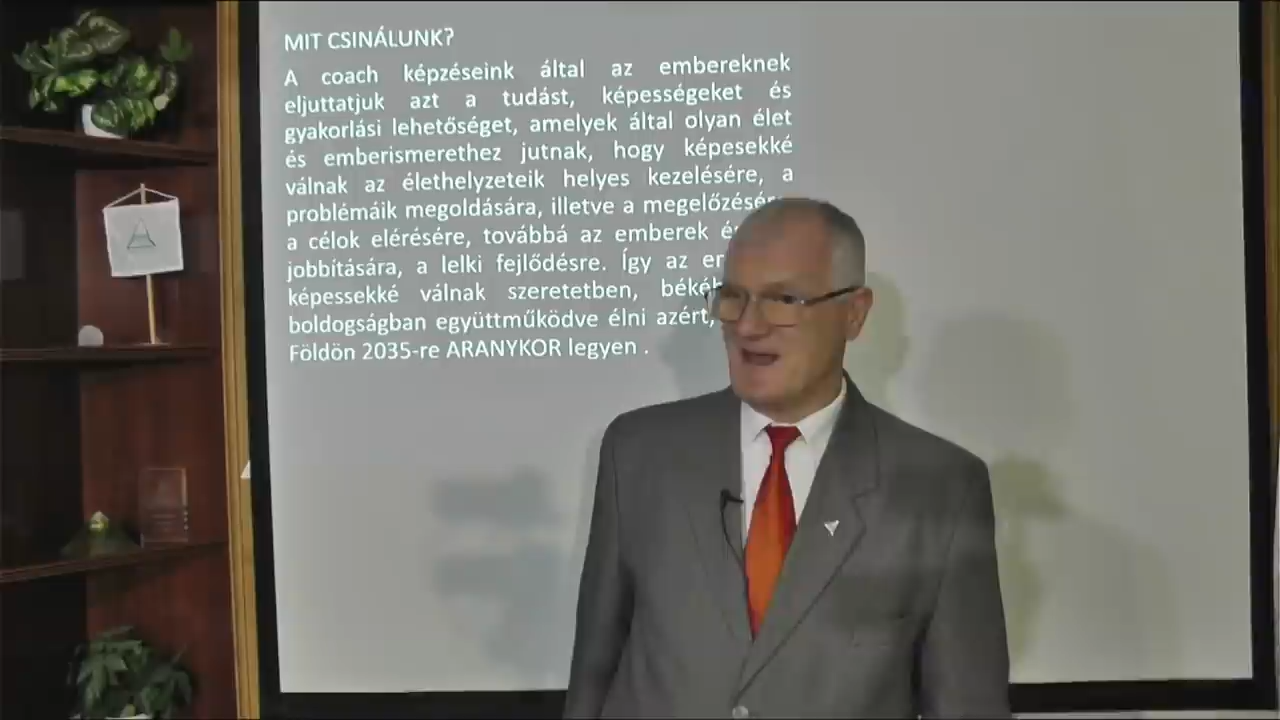 MIT CSINÁLUNK?
A coach képzéseink által az embereknek
eljuttatjuk azt a tudást, képességeket és
gyakorlási lehetőséget, amelyek által olyan élet
és emberismerethez jutnak, hogy képesekké
válnak az élethelyzeteik helyes kezelésére, a
problémáik megoldására, illetve a
a célok elérésére, továbbá az emberek
jobbítására, a lelki fejlődésre. Így az
képessekké válnak szeretetben,
boldogságban együttműködve élni azért,
Földön 2035-re ARANYKOR legyen .